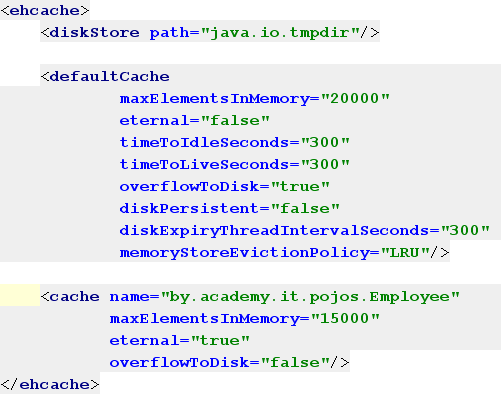 <ehcache>
    <diskStore path="java.io.tmpdir"/>

    <defaultCache
            maxElementsInMemory="20000"
            eternal="false"
            timeToIdleSeconds="300"
            timeToLiveSeconds="300"
            overflowToDisk="true"
            diskPersistent="false"
            diskExpiryThreadIntervalSeconds="300"
            memoryStoreEvictionPolicy="LRU"/>

    <cache name="by.academy.it.pojos.Employee"
           maxElementsInMemory="15000"
           eternal="true"
           overflowToDisk="false"/>
</ehcache>